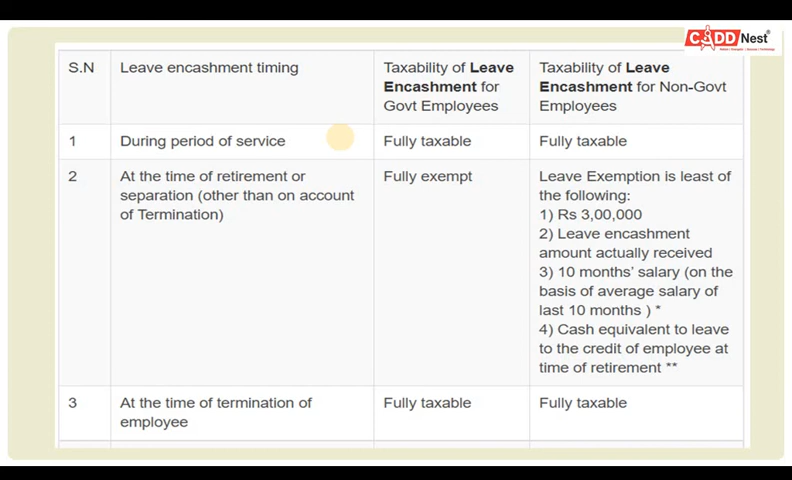 CADD Nest®
S.N
Leave encashment timing
Taxability of Leave
Encashment for
Govt Employees
Taxability of Leave
Encashment for Non-Govt
Employees
1
During period of service
Fully taxable
Fully taxable
2
At the time of retirement or
separation (other than on account
of Termination)
Fully exempt
Leave Exemption is least of
the following:
1) Rs 3,00,000
2) Leave encashment
amount actually received
3) 10 months' salary (on the
basis of average salary of
last 10 months ) *
4) Cash equivalent to leave
to the credit of employee at
time of retirement **
3
At the time of termination of
employee
Fully taxable
Fully taxable